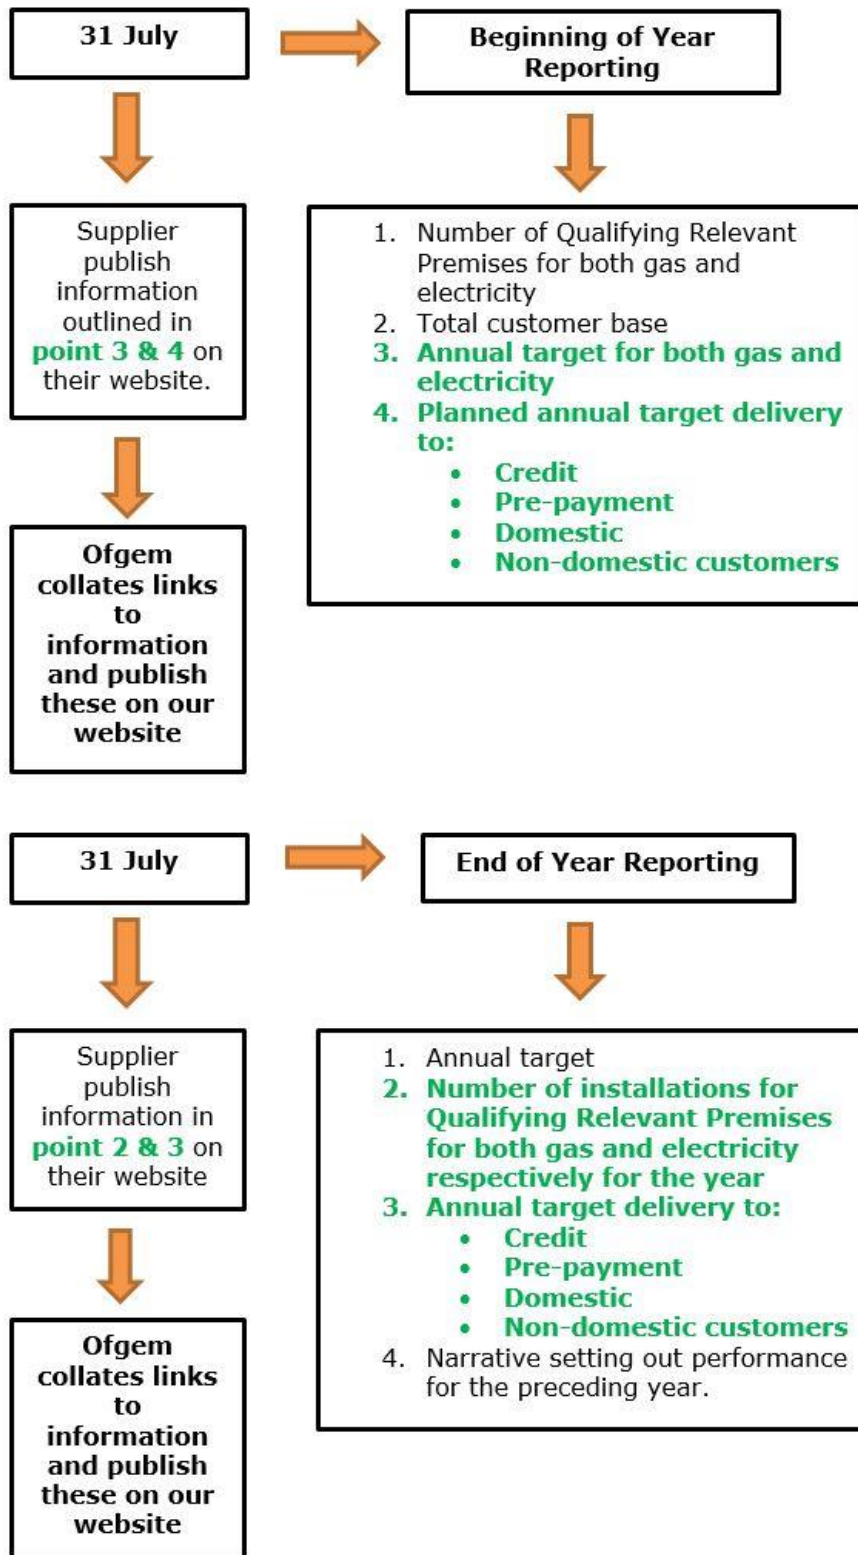 31 July
Beginning of Year
Reporting
Supplier
publish
information
outlined in
point 3 & 4 on
their website.
1. Number of Qualifying Relevant
Premises for both gas and
electricity
2. Total customer base
3. Annual target for both gas and
electricity
4. Planned annual target delivery
to:
• Credit
• Pre-payment
• Domestic
• Non-domestic customers
Ofgem
collates links
to
information
and publish
these on our
website
31 July
End of Year Reporting
Supplier
publish
information in
point 2 & 3 on
their website
1. Annual target
2. Number of installations for
Qualifying Relevant Premises
for both gas and electricity
respectively for the year
3. Annual target delivery to:
• Credit
• Pre-payment
• Domestic
• Non-domestic customers
4. Narrative setting out performance
for the preceding year.
Ofgem
collates links
to
information
and publish
these on our
website